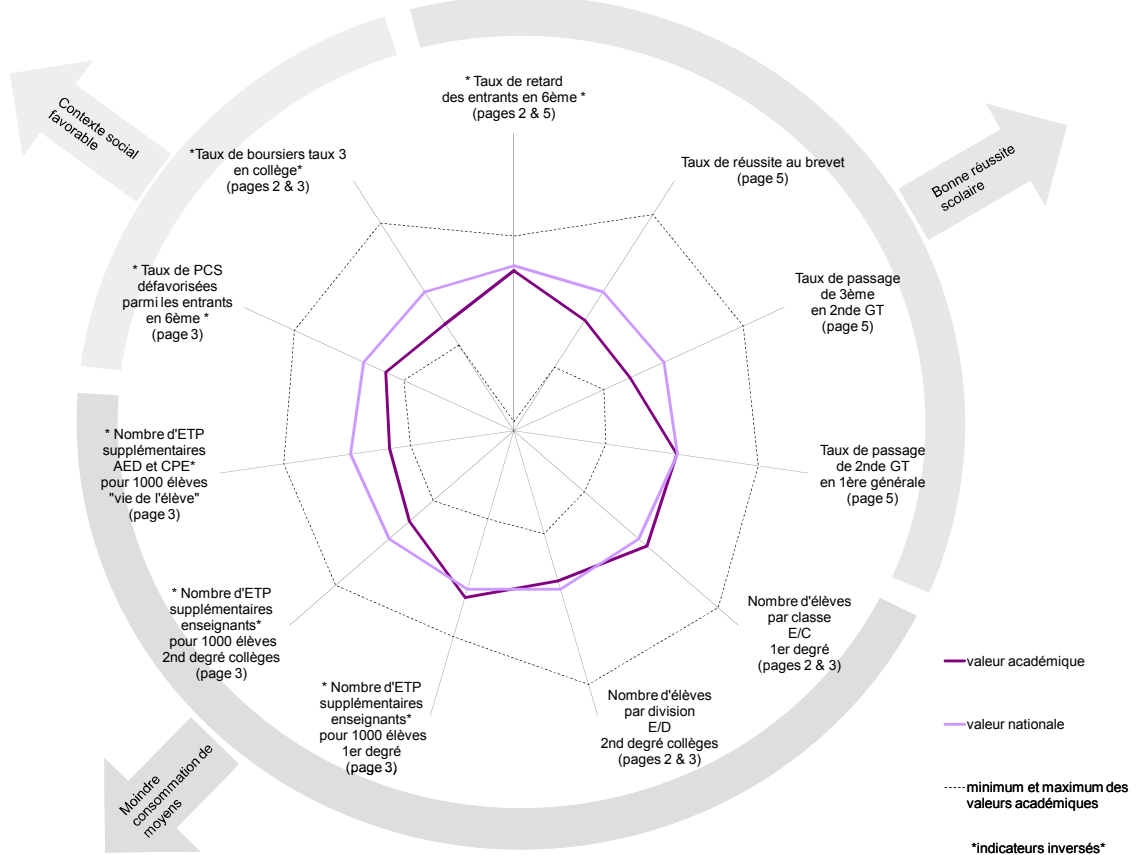 * Taux de retard
des entrants en 6ème *
(pages 2 & 5)
Taux de réussite au brevet
(page 5)
Taux de passage
de 3ème
en 2nde GT
(page 5)
Taux de passage
de 2nde GT
en 1ère générale
(page 5)
Nombre d'élèves
par classe
E/C
1er degré
(pages 2 & 3)
Nombre d'élèves
par division
E/D
2nd degré collèges
(pages 2 & 3)
* Nombre d'ETP
supplémentaires
enseignants*
pour 1000 élèves
1er degré
(page 3)
* Nombre d'ETP
supplémentaires
enseignants*
pour 1000 élèves
2nd degré collèges
(page 3)
* Nombre d'ETP
supplémentaires
AED et CPE*
pour 1000 élèves
"vie de l'élève"
(page 3)
* Taux de PCS
défavorisées
parmi les entrants
en 6ème *
(page 3)
*Taux de boursiers taux 3
en collège*
(pages 2 & 3)
Contexte social
favorable
Bonne réussite
scolaire
Moindre
consommation de
moyens
valeur académique
valeur nationale
minimum et maximum des
valeurs académiques
*indicateurs inversés*